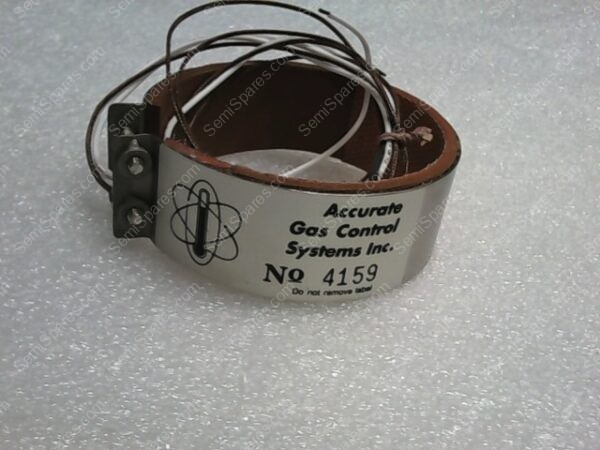 Accurate
Gas Control
Systems Inc.
No 4159
Do not remove label
SemiSpares.com